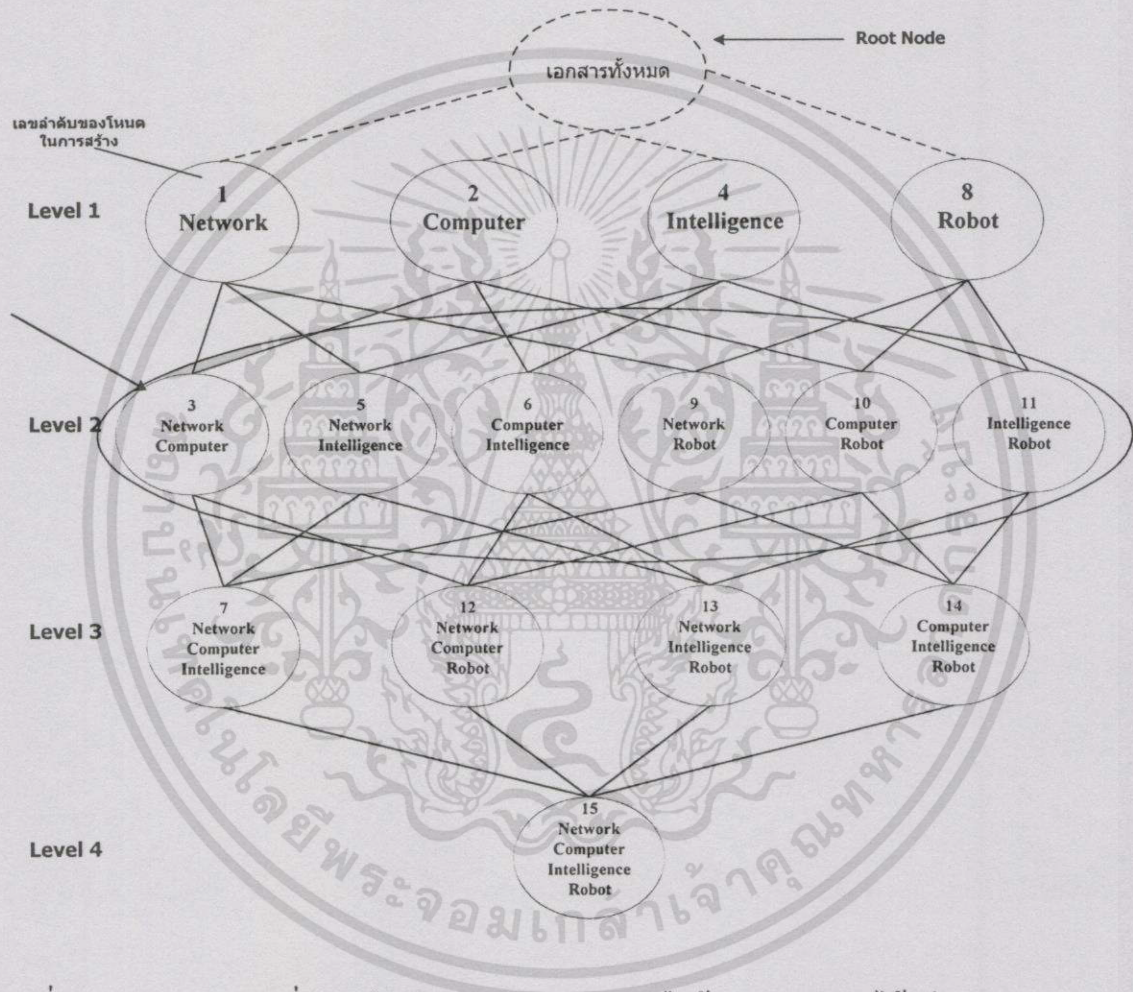 Root Node
เอกสารทั้งหมด
เลขลำดับของโหนด
ในการสร้าง
Level 1
1
Network
2
Computer
4
Intelligence
8
Robot
Level 2
3
Network
Computer
5
Network
Intelligence
6
Computer
Intelligence
9
Network
Robot
10
Computer
Robot
11
Intelligence
Robot
Level 3
7
Network
Computer
Intelligence
12
Network
Computer
Robot
13
Network
Intelligence
Robot
14
Computer
Intelligence
Robot
Level 4
15
Network
Computer
Intelligence
Robot